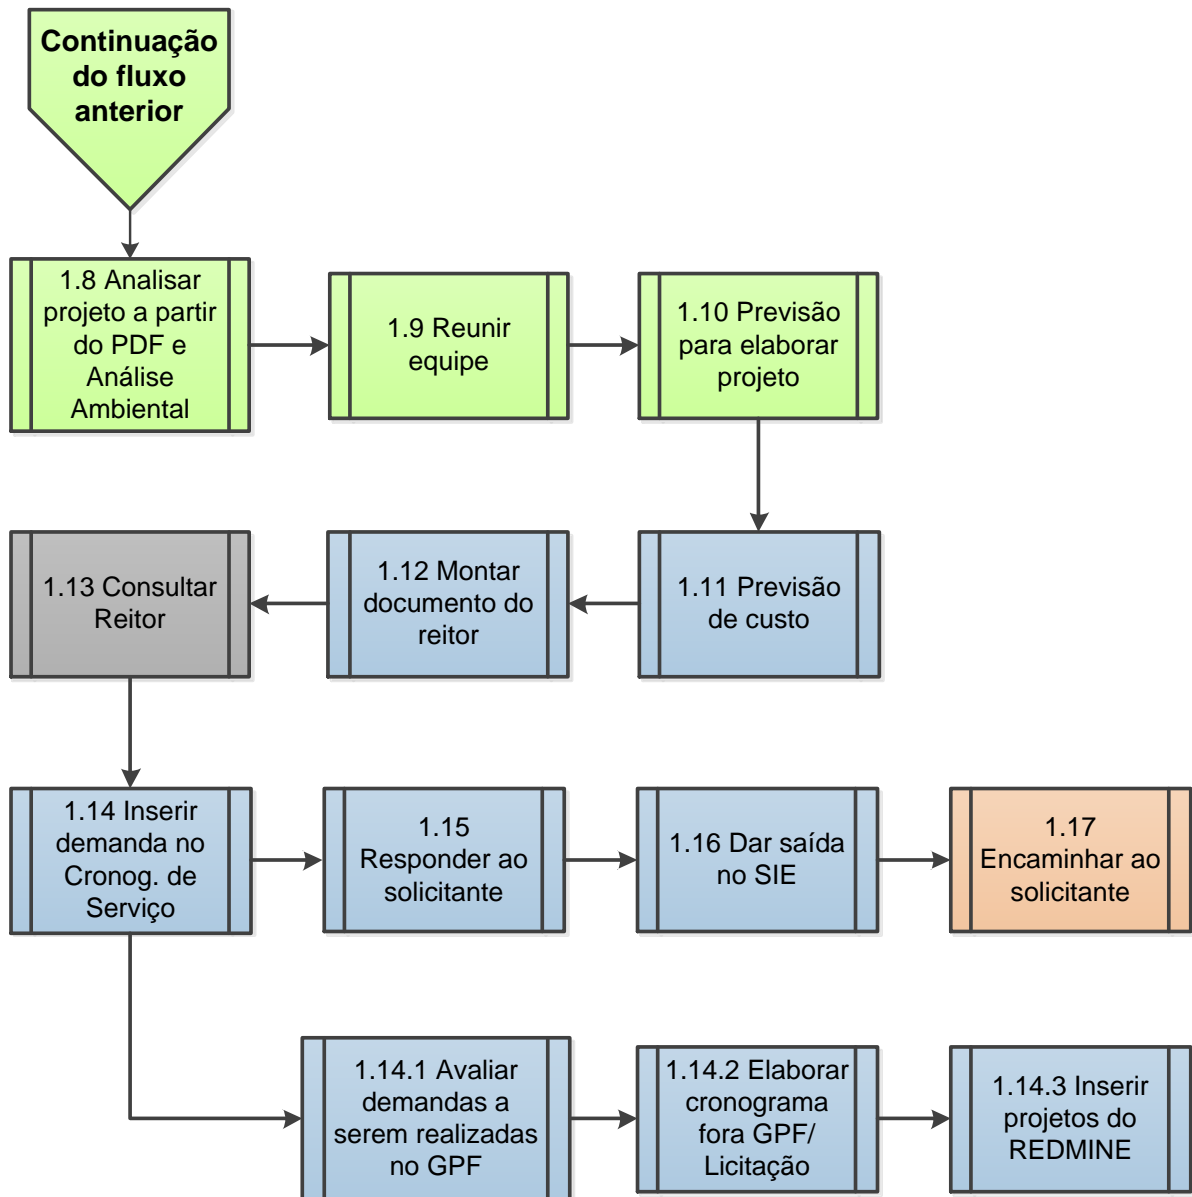 Continuação
do fluxo
anterior
1.8 Analisar
projeto a partir
do PDF e
Análise
Ambiental
1.9 Reunir
equipe
1.10 Previsão
para elaborar
projeto
1.13 Consultar
Reitor
1.12 Montar
documento do
reitor
1.11 Previsão
de custo
1.14 Inserir
demanda no
Cronog. de
Serviço
1.15
Responder ao
solicitante
1.16 Dar saída
no SIE
1.17
Encaminhar ao
solicitante
1.14.1 Avaliar
demandas a
serem realizadas
no GPF
1.14.2 Elaborar
cronograma
fora GPF/
Licitação
1.14.3 Inserir
projetos do
REDMINE